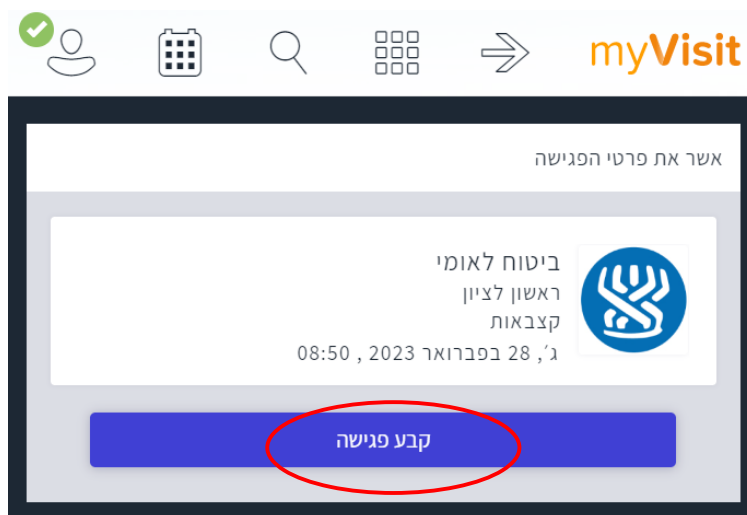 myVisit
אשר את פרטי הפגישה
ביטוח לאומי
ראשון לציון
קצבאות
ג׳, 28 בפברואר 2023 , 08:50
קבע פגישה